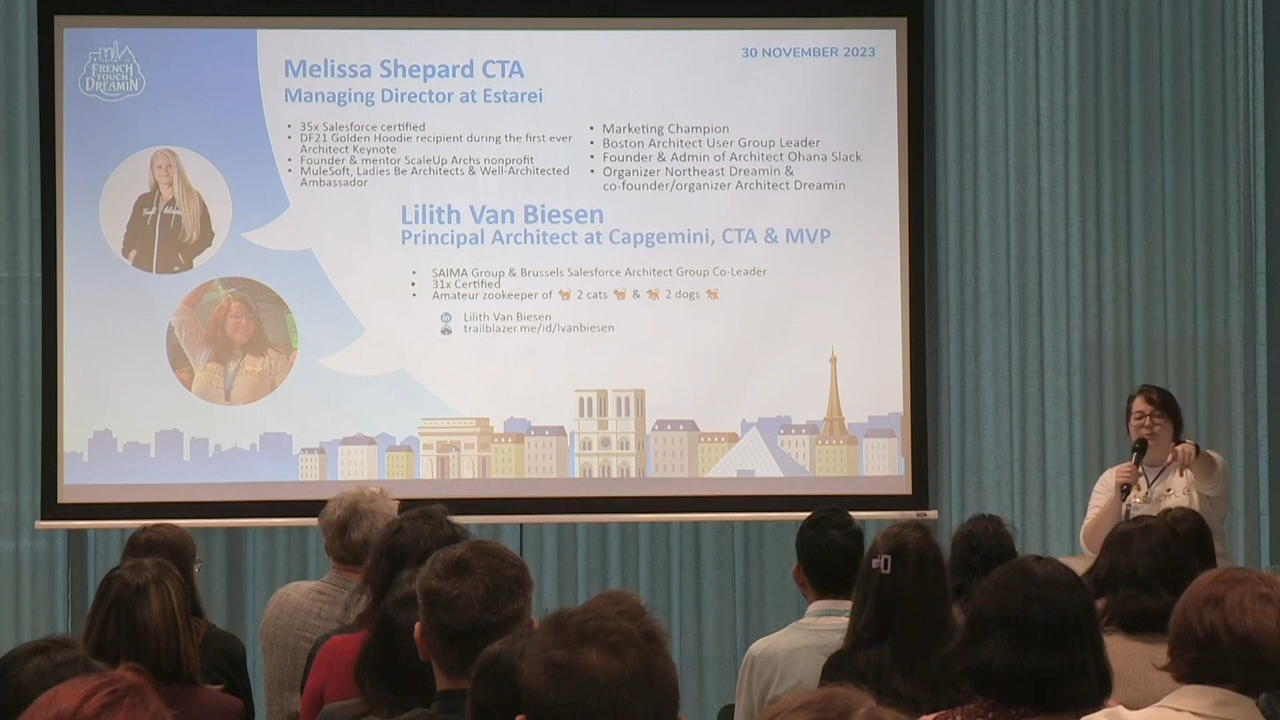 FRENCH
TOUCH
DREAMIN
30 NOVEMBER 2023
Melissa Shepard CTA
Managing Director at Estarei
• 35x Salesforce certified
• DF21 Golden Hoodie recipient during the first ever
Architect Keynote
• Founder & mentor ScaleUp Archs nonprofit
• MuleSoft, Ladies Be Architects & Well-Architected
Ambassador
• Marketing Champion
• Boston Architect User Group Leader
• Founder & Admin of Architect Ohana Slack
• Organizer Northeast Dreamin &
co-founder/organizer Architect Dreamin
Lilith Van Biesen
Principal Architect at Capgemini, CTA & MVP
• SAIMA Group & Brussels Salesforce Architect Group Co-Leader
• 31x Certified
• Amateur zookeeper of 🐈 2 cats 🐈 & 🐕 2 dogs 🐕
in Lilith Van Biesen
trailblazer.me/id/lvanbiesen